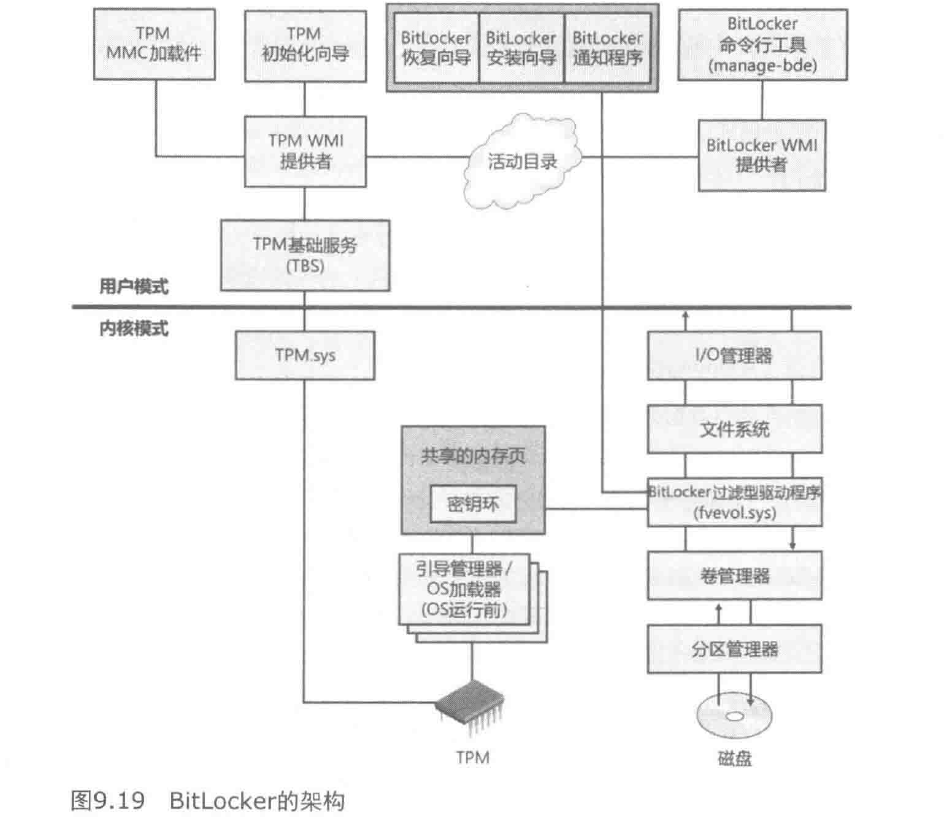 TPM
MMC加载件
TPM
初始化向导
BitLocker
恢复向导
BitLocker
安装向导
BitLocker
通知程序
BitLocker
命令行工具
(manage-bde)
TPM WMI
提供者
活动目录
BitLocker WMI
提供者
TPM基础服务
(TBS)
用户模式
内核模式
TPM.sys
I/O管理器
文件系统
共享的内存页
密钥环
BitLocker过滤型驱动程序
(fvevol.sys)
引导管理器/
OS加载器
(OS运行前)
卷管理器
分区管理器
TPM
磁盘
图9.19 BitLocker的架构